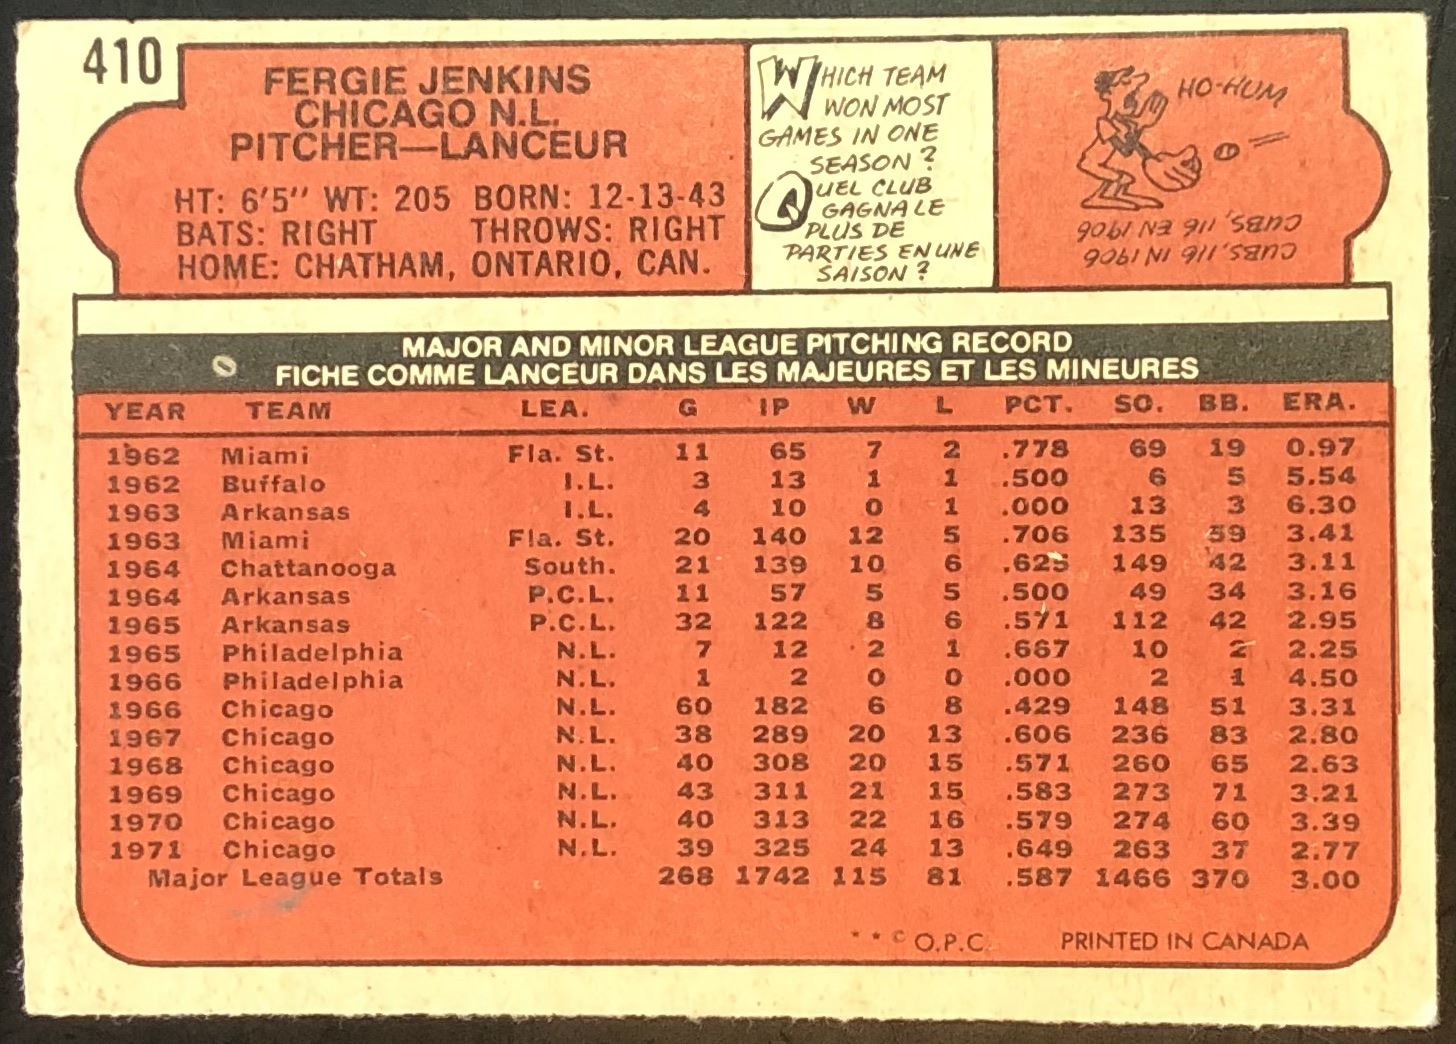 410
FERGIE JENKINS
CHICAGO N.L.
PITCHER—LANCEUR
HT: 6'5" WT: 205 BORN: 12-13-43
BATS: RIGHT THROWS: RIGHT
HOME: CHATHAM, ONTARIO, CAN.
WHICH TEAM
WON MOST
GAMES IN ONE
SEASON?
QUEL CLUB
GAGNA LE
PLUS DE
PARTIES EN UNE
SAISON?
CUBS, 116 IN 1906
CUBS, 116 EN 1906
HO-HUM
MAJOR AND MINOR LEAGUE PITCHING RECORD
FICHE COMME LANCEUR DANS LES MAJEURES ET LES MINEURES
YEAR TEAM LEA. G IP W L PCT. SO. BB. ERA.
1962 Miami Fla. St. 11 65 7 2 .778 69 19 0.97
1962 Buffalo I.L. 3 13 1 1 .500 6 5 5.54
1963 Arkansas I.L. 4 10 0 1 .000 13 3 6.30
1963 Miami Fla. St. 20 140 12 5 .706 135 59 3.41
1964 Chattanooga South. 21 139 10 6 .625 149 42 3.11
1964 Arkansas P.C.L. 11 57 5 5 .500 49 34 3.16
1965 Arkansas P.C.L. 32 122 8 6 .571 112 42 2.95
1965 Philadelphia N.L. 7 12 2 1 .667 10 2 2.25
1966 Philadelphia N.L. 1 2 0 0 .000 2 1 4.50
1966 Chicago N.L. 60 182 6 8 .429 148 51 3.31
1967 Chicago N.L. 38 289 20 13 .606 236 83 2.80
1968 Chicago N.L. 40 308 20 15 .571 260 65 2.63
1969 Chicago N.L. 43 311 21 15 .583 273 71 3.21
1970 Chicago N.L. 40 313 22 16 .579 274 60 3.39
1971 Chicago N.L. 39 325 24 13 .649 263 37 2.77
Major League Totals 268 1742 115 81 .587 1466 370 3.00
* * © O.P.C. PRINTED IN CANADA